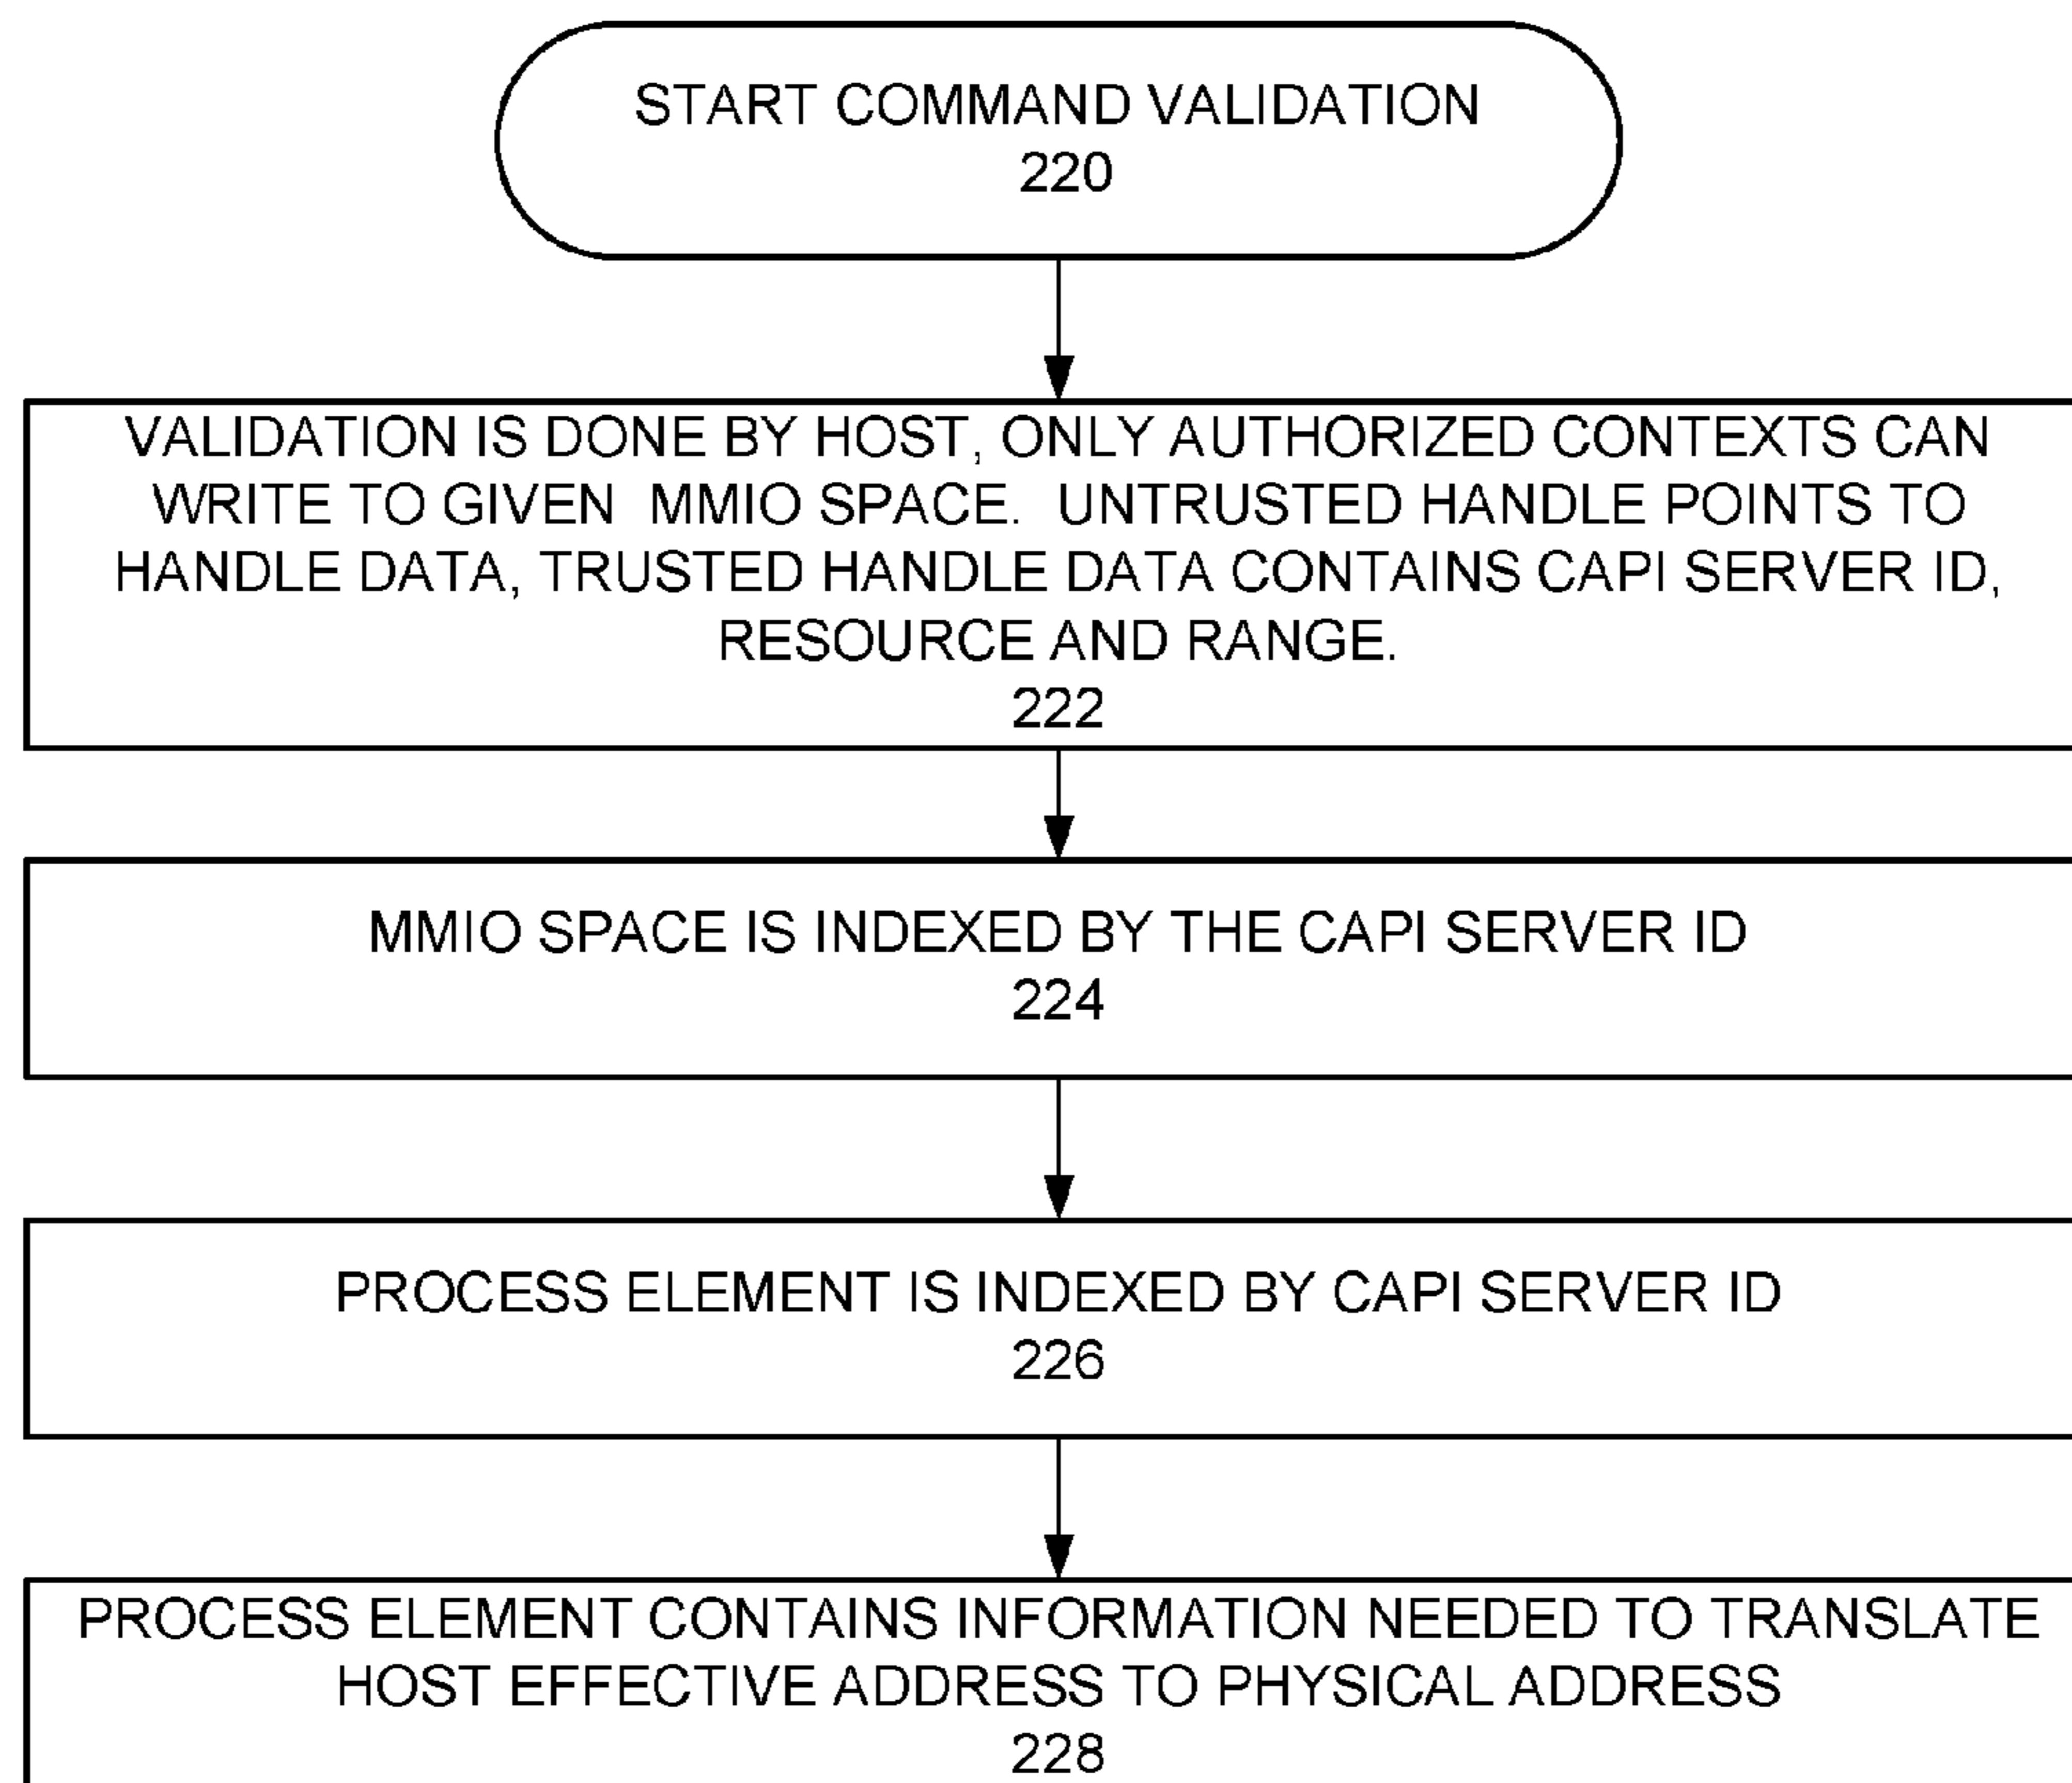 START COMMAND VALIDATION
220
VALIDATION IS DONE BY HOST, ONLY AUTHORIZED CONTEXTS CAN
WRITE TO GIVEN MMIO SPACE. UNTRUSTED HANDLE POINTS TO
HANDLE DATA, TRUSTED HANDLE DATA CONTAINS CAPI SERVER ID,
RESOURCE AND RANGE.
222
MMIO SPACE IS INDEXED BY THE CAPI SERVER ID
224
PROCESS ELEMENT IS INDEXED BY CAPI SERVER ID
226
PROCESS ELEMENT CONTAINS INFORMATION NEEDED TO TRANSLATE
HOST EFFECTIVE ADDRESS TO PHYSICAL ADDRESS
228